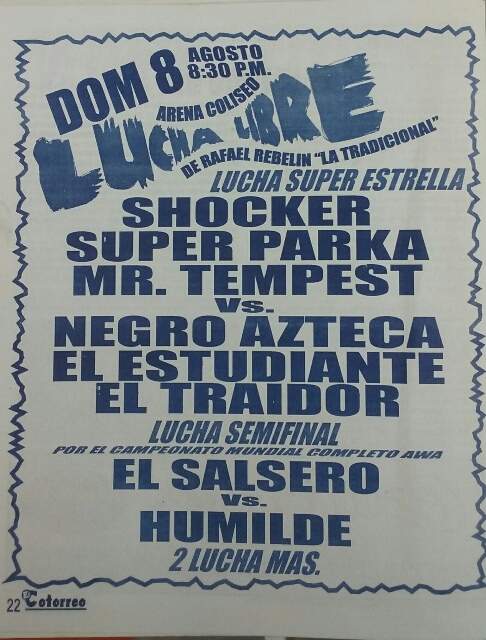 DOM 8 AGOSTO
8:30 P.M.
ARENA COLISEO
LUCHA LIBRE
DE RAFAEL REBELIN "LA TRADICIONAL"
LUCHA SUPER ESTRELLA
SHOCKER
SUPER PARKA
MR. TEMPEST
VS.
NEGRO AZTECA
EL ESTUDIANTE
EL TRAIDOR
LUCHA SEMIFINAL
POR EL CAMPEONATO MUNDIAL COMPLETO AWA
EL SALSERO
VS.
HUMILDE
2 LUCHA MAS.
22 El Cotorreo